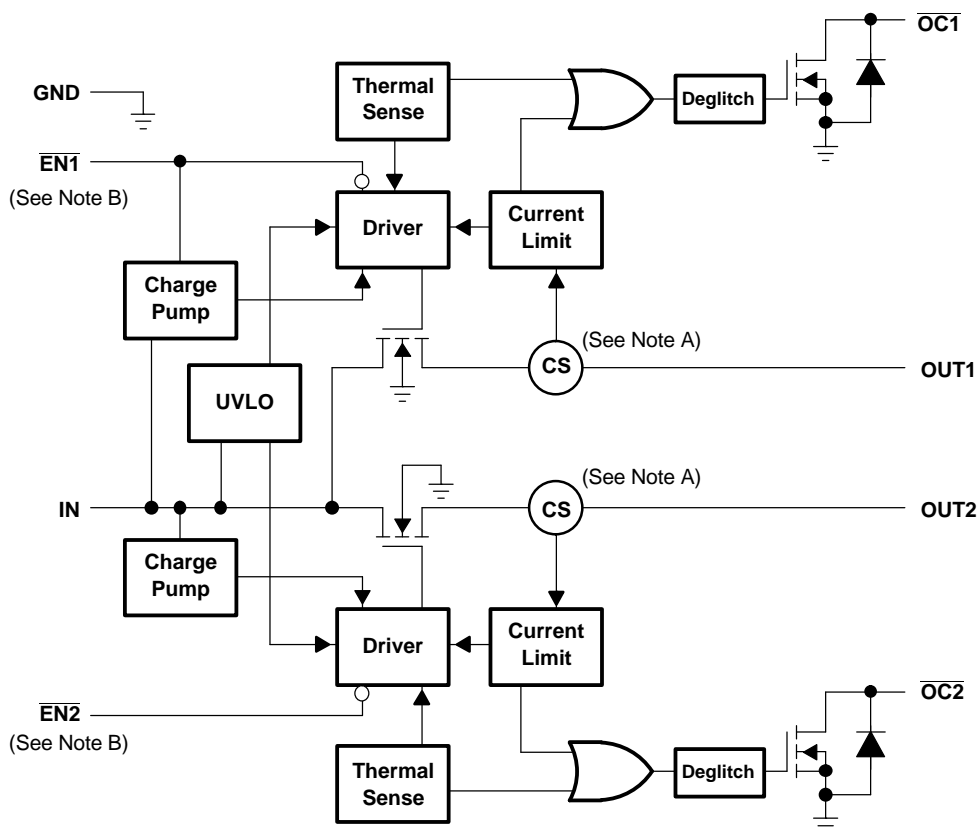 OC1
Thermal
Sense
GND
Deglitch
EN1
(See Note B)
Driver
Current
Limit
Charge
Pump
(See Note A)
CS
OUT1
UVLO
(See Note A)
IN
CS
OUT2
Charge
Pump
Driver
Current
Limit
OC2
EN2
(See Note B)
Thermal
Sense
Deglitch